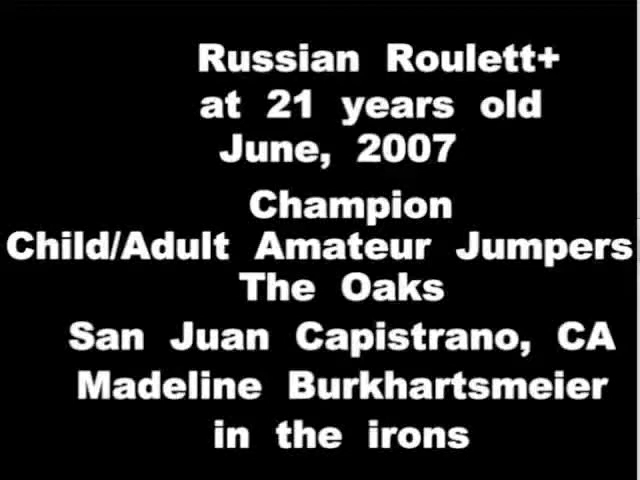 Russian Roulett+
at 21 years old
June, 2007
Champion
Child/Adult Amateur Jumpers
The Oaks
San Juan Capistrano, CA
Madeline Burkhartsmeier
in the irons